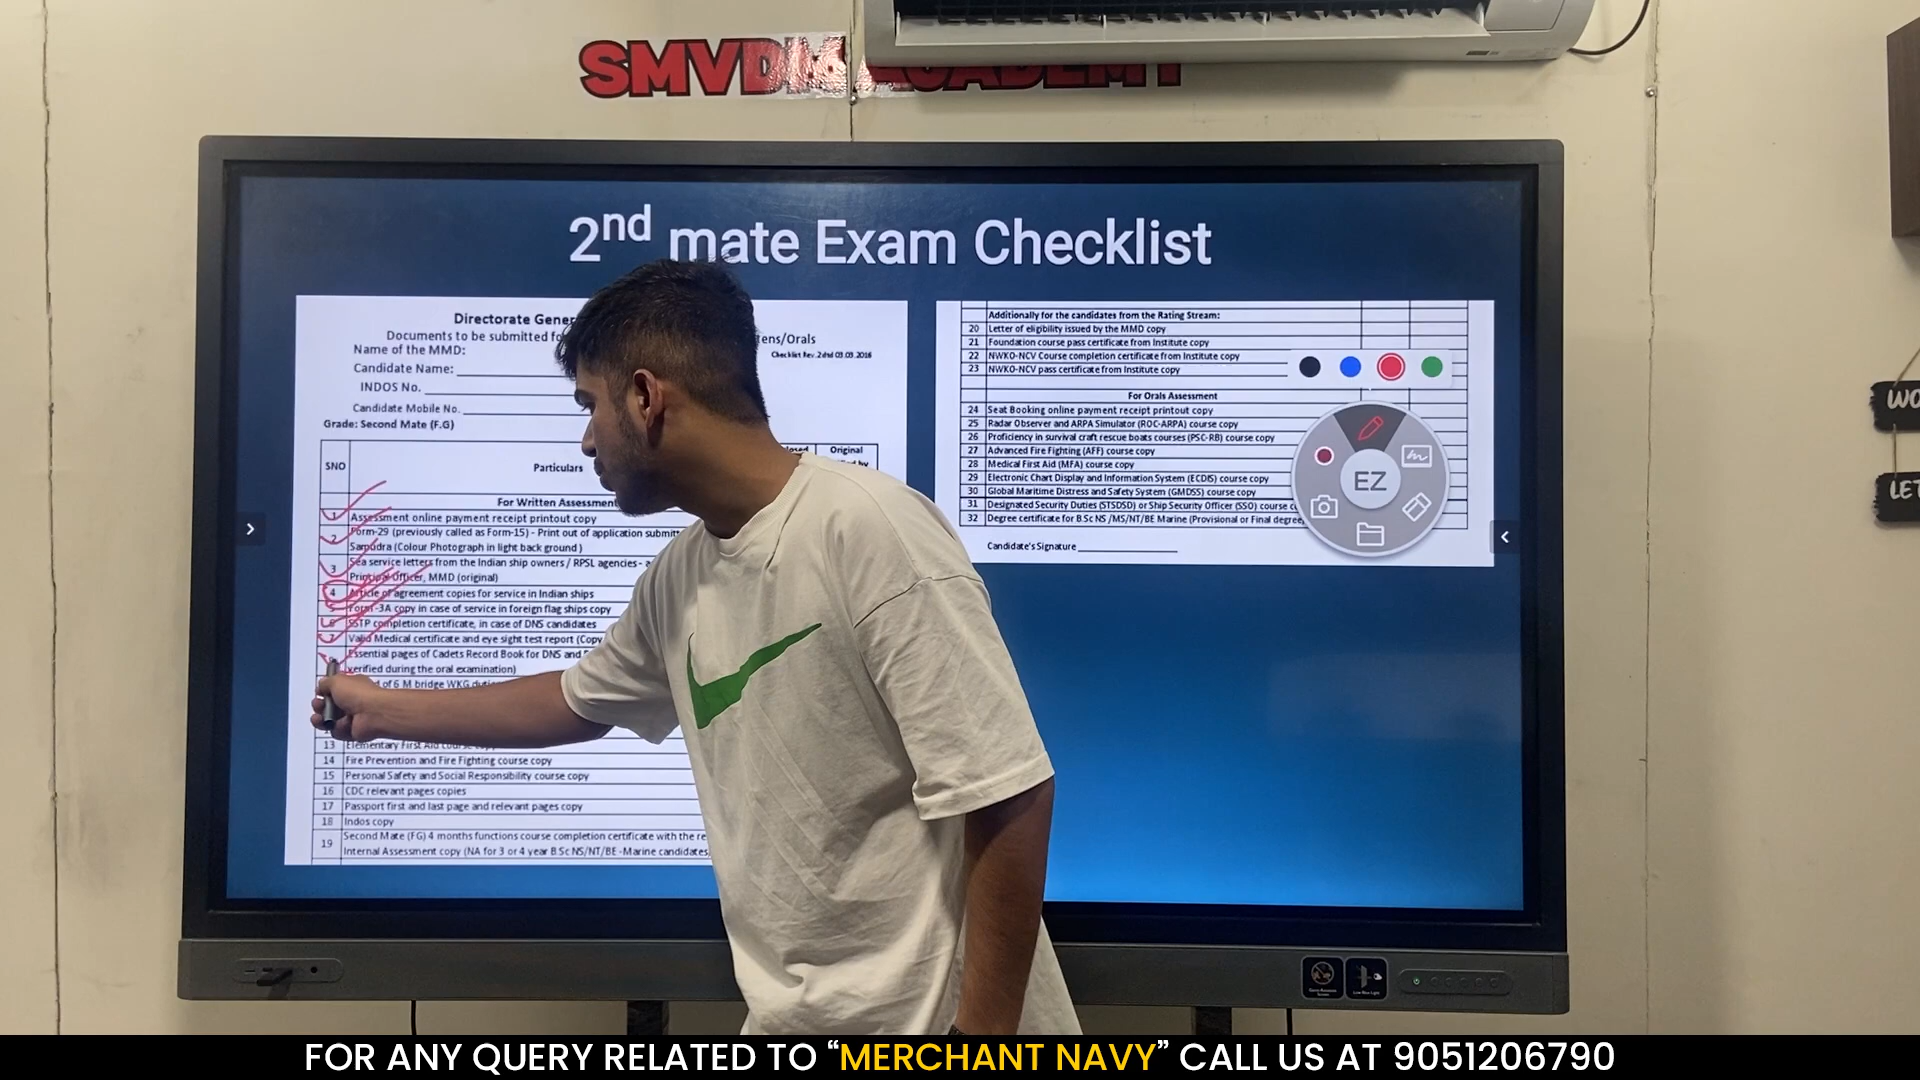 SMVDM ACADEMY
2nd mate Exam Checklist
Directorate Gener
Documents to be submitted fo
tens/Orals
Name of the MMD:
Checklist Rev. 2 dtd 03.03.2016
Candidate Name:
INDOS No.
Candidate Mobile No.
Grade: Second Mate (F.G)
SNO
Particulars
Original
For Written Assessment
1 Assessment online payment receipt printout copy
2 Form-29 (previously called as Form-15) - Print out of application submitt
Samudra (Colour Photograph in light back ground )
3 Sea service letters from the Indian ship owners / RPSL agencies -
Principal Officer, MMD (original)
4 Article of agreement copies for service in Indian ships
5 Form-3A copy in case of service in foreign flag ships copy
6 SSTP completion certificate, in case of DNS candidates
7 Valid Medical certificate and eye sight test report (Copy
Essential pages of Cadets Record Book for DNS and
verified during the oral examination)
of 6 M bridge WKG
13 Elementary First Aid course copy
14 Fire Prevention and Fire Fighting course copy
15 Personal Safety and Social Responsibility course copy
16 CDC relevant pages copies
17 Passport first and last page and relevant pages copy
18 Indos copy
19 Second Mate (FG) 4 months functions course completion certificate with the re
Internal Assessment copy (NA for 3 or 4 year B.Sc NS/NT/BE -Marine candidates
Additionally for the candidates from the Rating Stream:
20 Letter of eligibility issued by the MMD copy
21 Foundation course pass certificate from Institute copy
22 NWKO-NCV Course completion certificate from Institute copy
23 NWKO-NCV pass certificate from Institute copy
For Orals Assessment
24 Seat Booking online payment receipt printout copy
25 Radar Observer and ARPA Simulator (ROC-ARPA) course copy
26 Proficiency in survival craft rescue boats courses (PSC-RB) course copy
27 Advanced Fire Fighting (AFF) course copy
28 Medical First Aid (MFA) course copy
29 Electronic Chart Display and Information System (ECDIS) course copy
30 Global Maritime Distress and Safety System (GMDSS) course copy
31 Designated Security Duties (STSDSD) or Ship Security Officer (SSO) course c
32 Degree certificate for B.Sc NS /MS/NT/BE Marine (Provisional or Final degree
Candidate's Signature
EZ
WO
LET
FOR ANY QUERY RELATED TO “MERCHANT NAVY” CALL US AT 9051206790